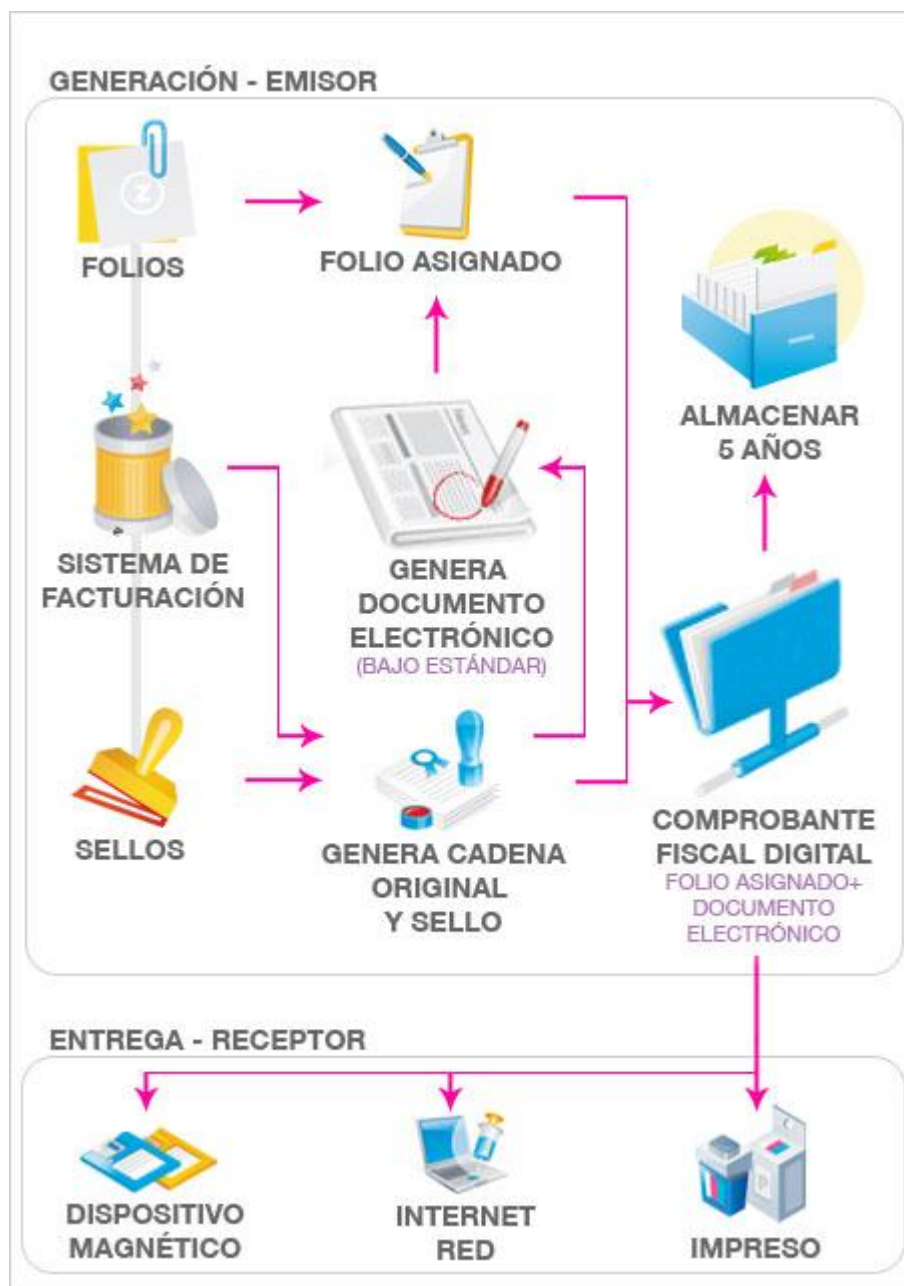 GENERACIÓN - EMISOR
Z
FOLIOS
FOLIO ASIGNADO
ALMACENAR
5 AÑOS
SISTEMA DE
FACTURACIÓN
GENERA
DOCUMENTO
ELECTRÓNICO
(BAJO ESTÁNDAR)
SELLOS
GENERA CADENA
ORIGINAL
Y SELLO
COMPROBANTE
FISCAL DIGITAL
FOLIO ASIGNADO+
DOCUMENTO
ELECTRÓNICO
ENTREGA - RECEPTOR
DISPOSITIVO
MAGNÉTICO
INTERNET
RED
P
IMPRESO